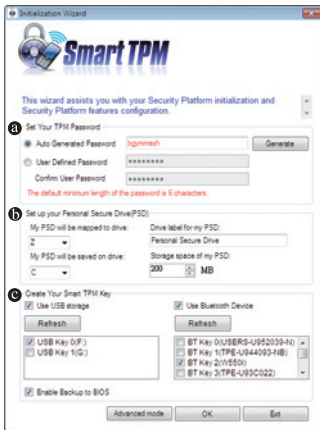 Initialization Wizard
Smart TPM
This wizard assists you with your Security Platform initialization and
Security Platform features configuration.
a Set Your TPM Password
Auto Generated Password bgymmexh Generate
User Defined Password ********
Confirm User Password ********
The default minimum length of the password is 6 characters.
b Set up your Personal Secure Drive(PSD)
My PSD will be mapped to drive: Drive label for my PSD:
Z Personal Secure Drive
My PSD will be saved on drive: Storage space of my PSD:
C 200 MB
c Create Your Smart TPM Key
Use USB storage Use Bluetooth Device
Refresh Refresh
USB Key 0(F:) BT Key 0(USERS-U952039-N)
USB Key 1(G:) BT Key 1(TPE-U944093-NB)
BT Key 2(W550i)
BT Key 3(TPE-U93C022)
Enable Backup to BIOS
Advanced mode OK Exit